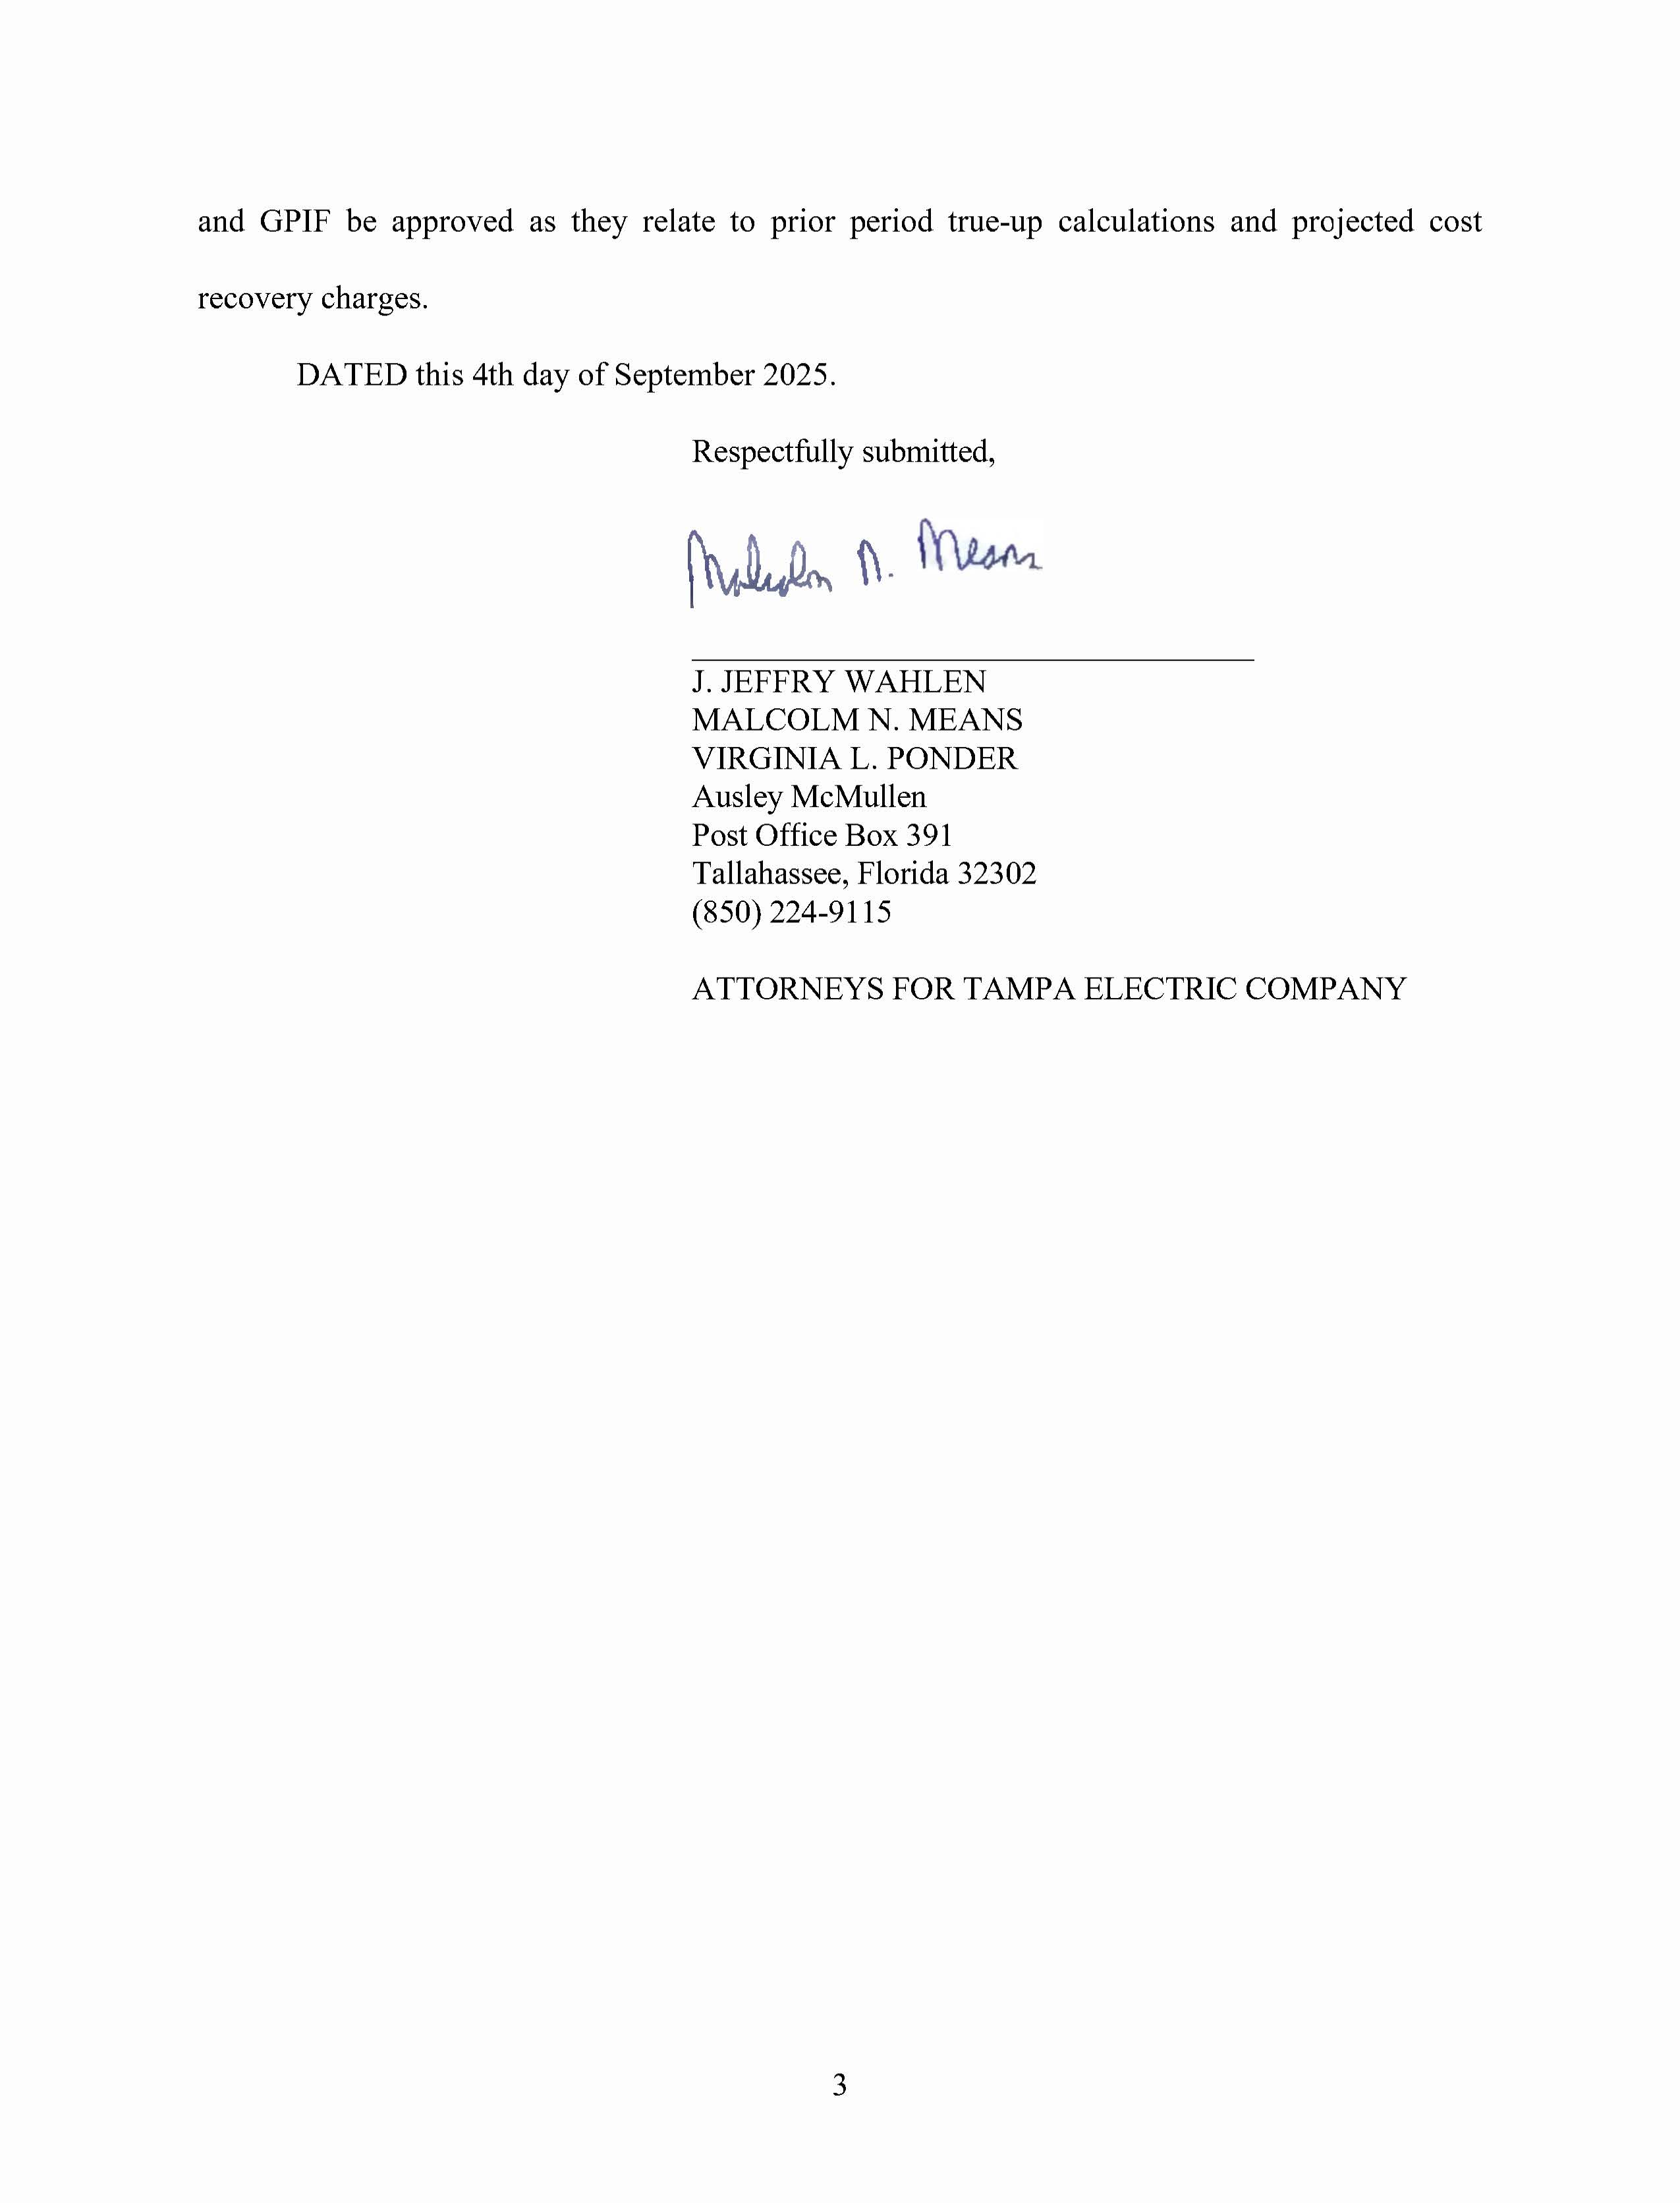 and GPIF be approved as they relate to prior period true-up calculations and projected cost
recovery charges.
DATED this 4th day of September 2025.
Respectfully submitted,
Malcolm N. Means
J. JEFFRY WAHLEN
MALCOLM N. MEANS
VIRGINIA L. PONDER
Ausley McMullen
Post Office Box 391
Tallahassee, Florida 32302
(850) 224-9115
ATTORNEYS FOR TAMPA ELECTRIC COMPANY
3